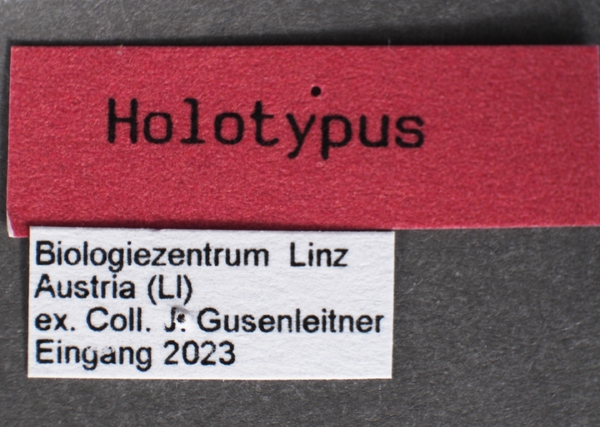 Holotypus
Biologiezentrum Linz
Austria (LI)
ex. Coll. J. Gusenleitner
Eingang 2023